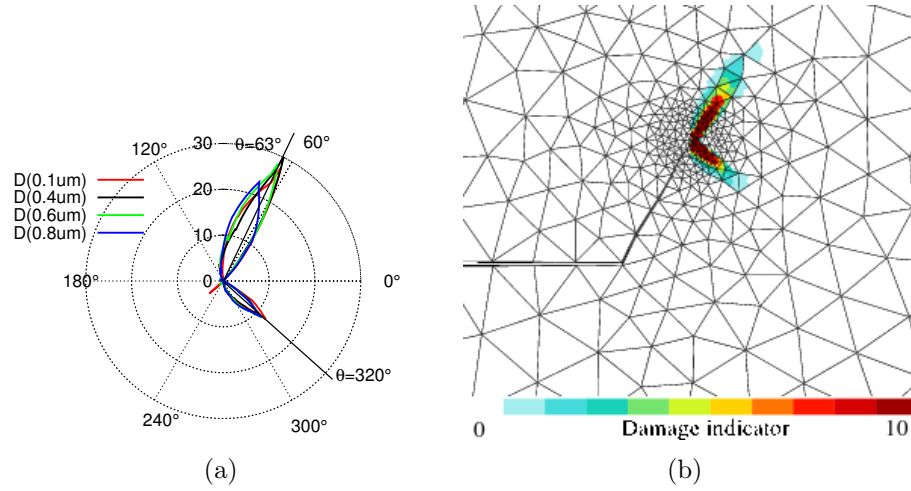 30
θ=63°
60°
120°
D(0.1um)
D(0.4um)
D(0.6um)
D(0.8um)
20
10
180°
0
0°
θ=320°
240°
300°
(a)
0
Damage indicator
10
(b)